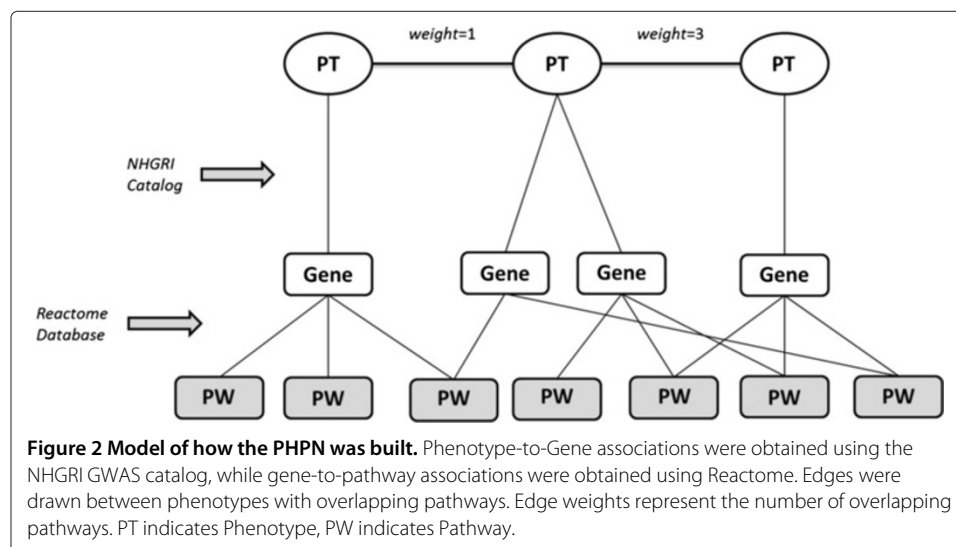 weight=1
weight=3
PT
PT
PT
NHGRI
Catalog
Gene
Gene
Gene
Gene
Reactome
Database
PW
PW
PW
PW
PW
PW
PW
Figure 2 Model of how the PHPN was built. Phenotype-to-Gene associations were obtained using the
NHGRI GWAS catalog, while gene-to-pathway associations were obtained using Reactome. Edges were
drawn between phenotypes with overlapping pathways. Edge weights represent the number of overlapping
pathways. PT indicates Phenotype, PW indicates Pathway.